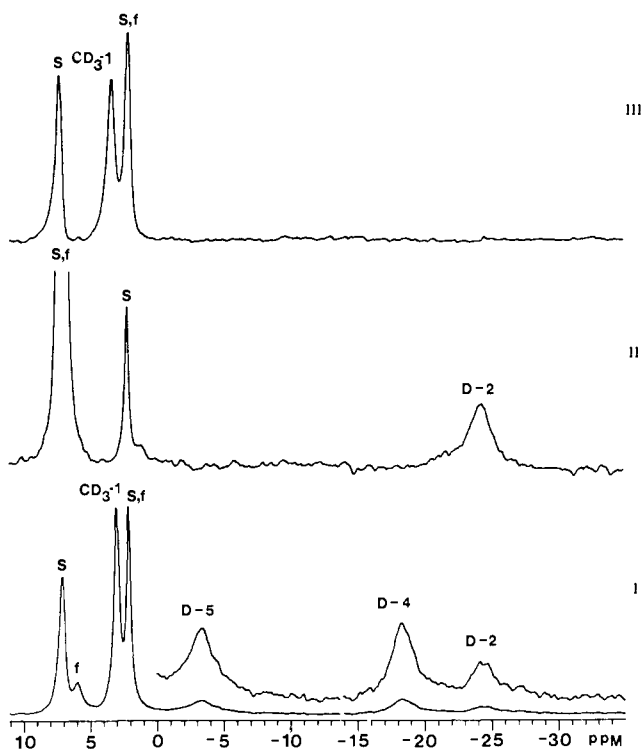 S,f
S CD3-1
III
S,f
S
II
D-2
CD3-1
S,f
S
I
D-5
D-4
f
D-2
10 5 0 -5 -10 -15 -20 -25 -30 PPM